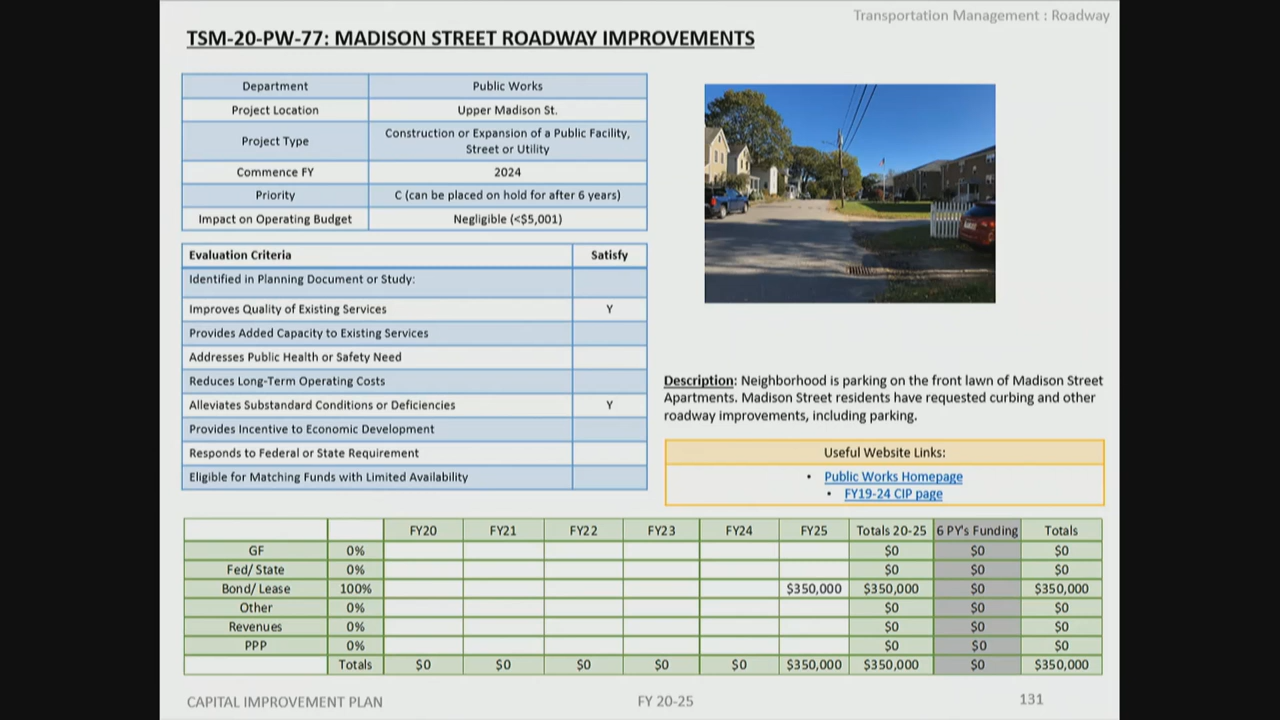 Transportation Management : Roadway
TSM-20-PW-77: MADISON STREET ROADWAY IMPROVEMENTS
Department Public Works
Project Location Upper Madison St.
Project Type Construction or Expansion of a Public Facility,
Street or Utility
Commence FY 2024
Priority C (can be placed on hold for after 6 years)
Impact on Operating Budget Negligible (<$5,001)
Evaluation Criteria Satisfy
Identified in Planning Document or Study:
Improves Quality of Existing Services Y
Provides Added Capacity to Existing Services
Addresses Public Health or Safety Need
Reduces Long-Term Operating Costs
Alleviates Substandard Conditions or Deficiencies Y
Provides Incentive to Economic Development
Responds to Federal or State Requirement
Eligible for Matching Funds with Limited Availability
Description: Neighborhood is parking on the front lawn of Madison Street
Apartments. Madison Street residents have requested curbing and other
roadway improvements, including parking.
Useful Website Links:
• Public Works Homepage
• FY19-24 CIP page
FY20 FY21 FY22 FY23 FY24 FY25 Totals 20-25 6 PY's Funding Totals
GF 0% $0 $0 $0
Fed/ State 0% $0 $0 $0
Bond/ Lease 100% $350,000 $350,000 $0 $350,000
Other 0% $0 $0 $0
Revenues 0% $0 $0 $0
PPP 0% $0 $0 $0
Totals $0 $0 $0 $0 $0 $350,000 $350,000 $0 $350,000
CAPITAL IMPROVEMENT PLAN FY 20-25 131